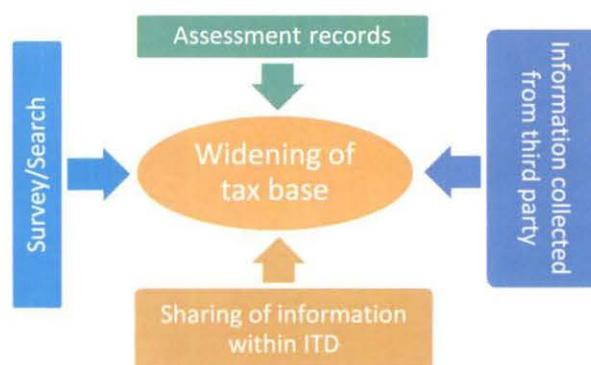 Assessment records
Survey/Search
Widening of
tax base
Information collected
from third party
Sharing of information
within ITD